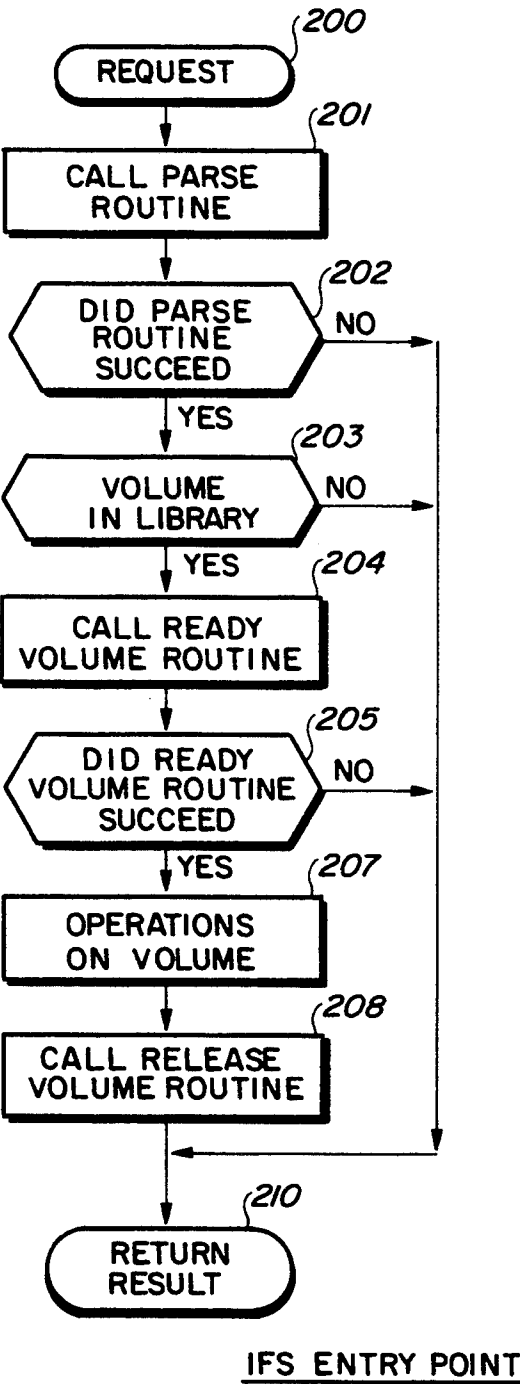 200
REQUEST
201
CALL PARSE
ROUTINE
202
DID PARSE
ROUTINE
SUCCEED
NO
YES
203
VOLUME
IN LIBRARY
NO
YES
204
CALL READY
VOLUME ROUTINE
205
DID READY
VOLUME ROUTINE
SUCCEED
NO
YES
207
OPERATIONS
ON VOLUME
208
CALL RELEASE
VOLUME ROUTINE
210
RETURN
RESULT
IFS ENTRY POINT